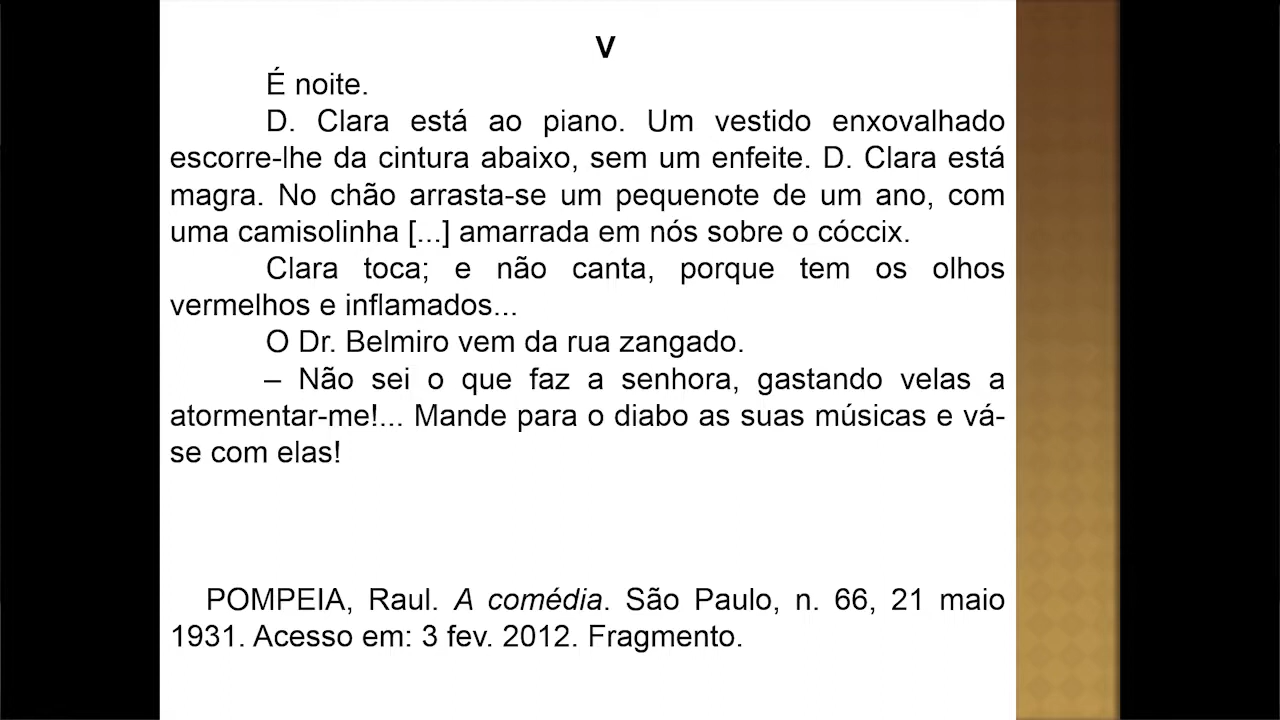 V
É noite.
D. Clara está ao piano. Um vestido enxovalhado
escorre-lhe da cintura abaixo, sem um enfeite. D. Clara está
magra. No chão arrasta-se um pequenote de um ano, com
uma camisolinha [...] amarrada em nós sobre o cóccix.
Clara toca; e não canta, porque tem os olhos
vermelhos e inflamados...
O Dr. Belmiro vem da rua zangado.
– Não sei o que faz a senhora, gastando velas a
atormentar-me!... Mande para o diabo as suas músicas e vá-
se com elas!
POMPEIA, Raul. A comédia. São Paulo, n. 66, 21 maio
1931. Acesso em: 3 fev. 2012. Fragmento.